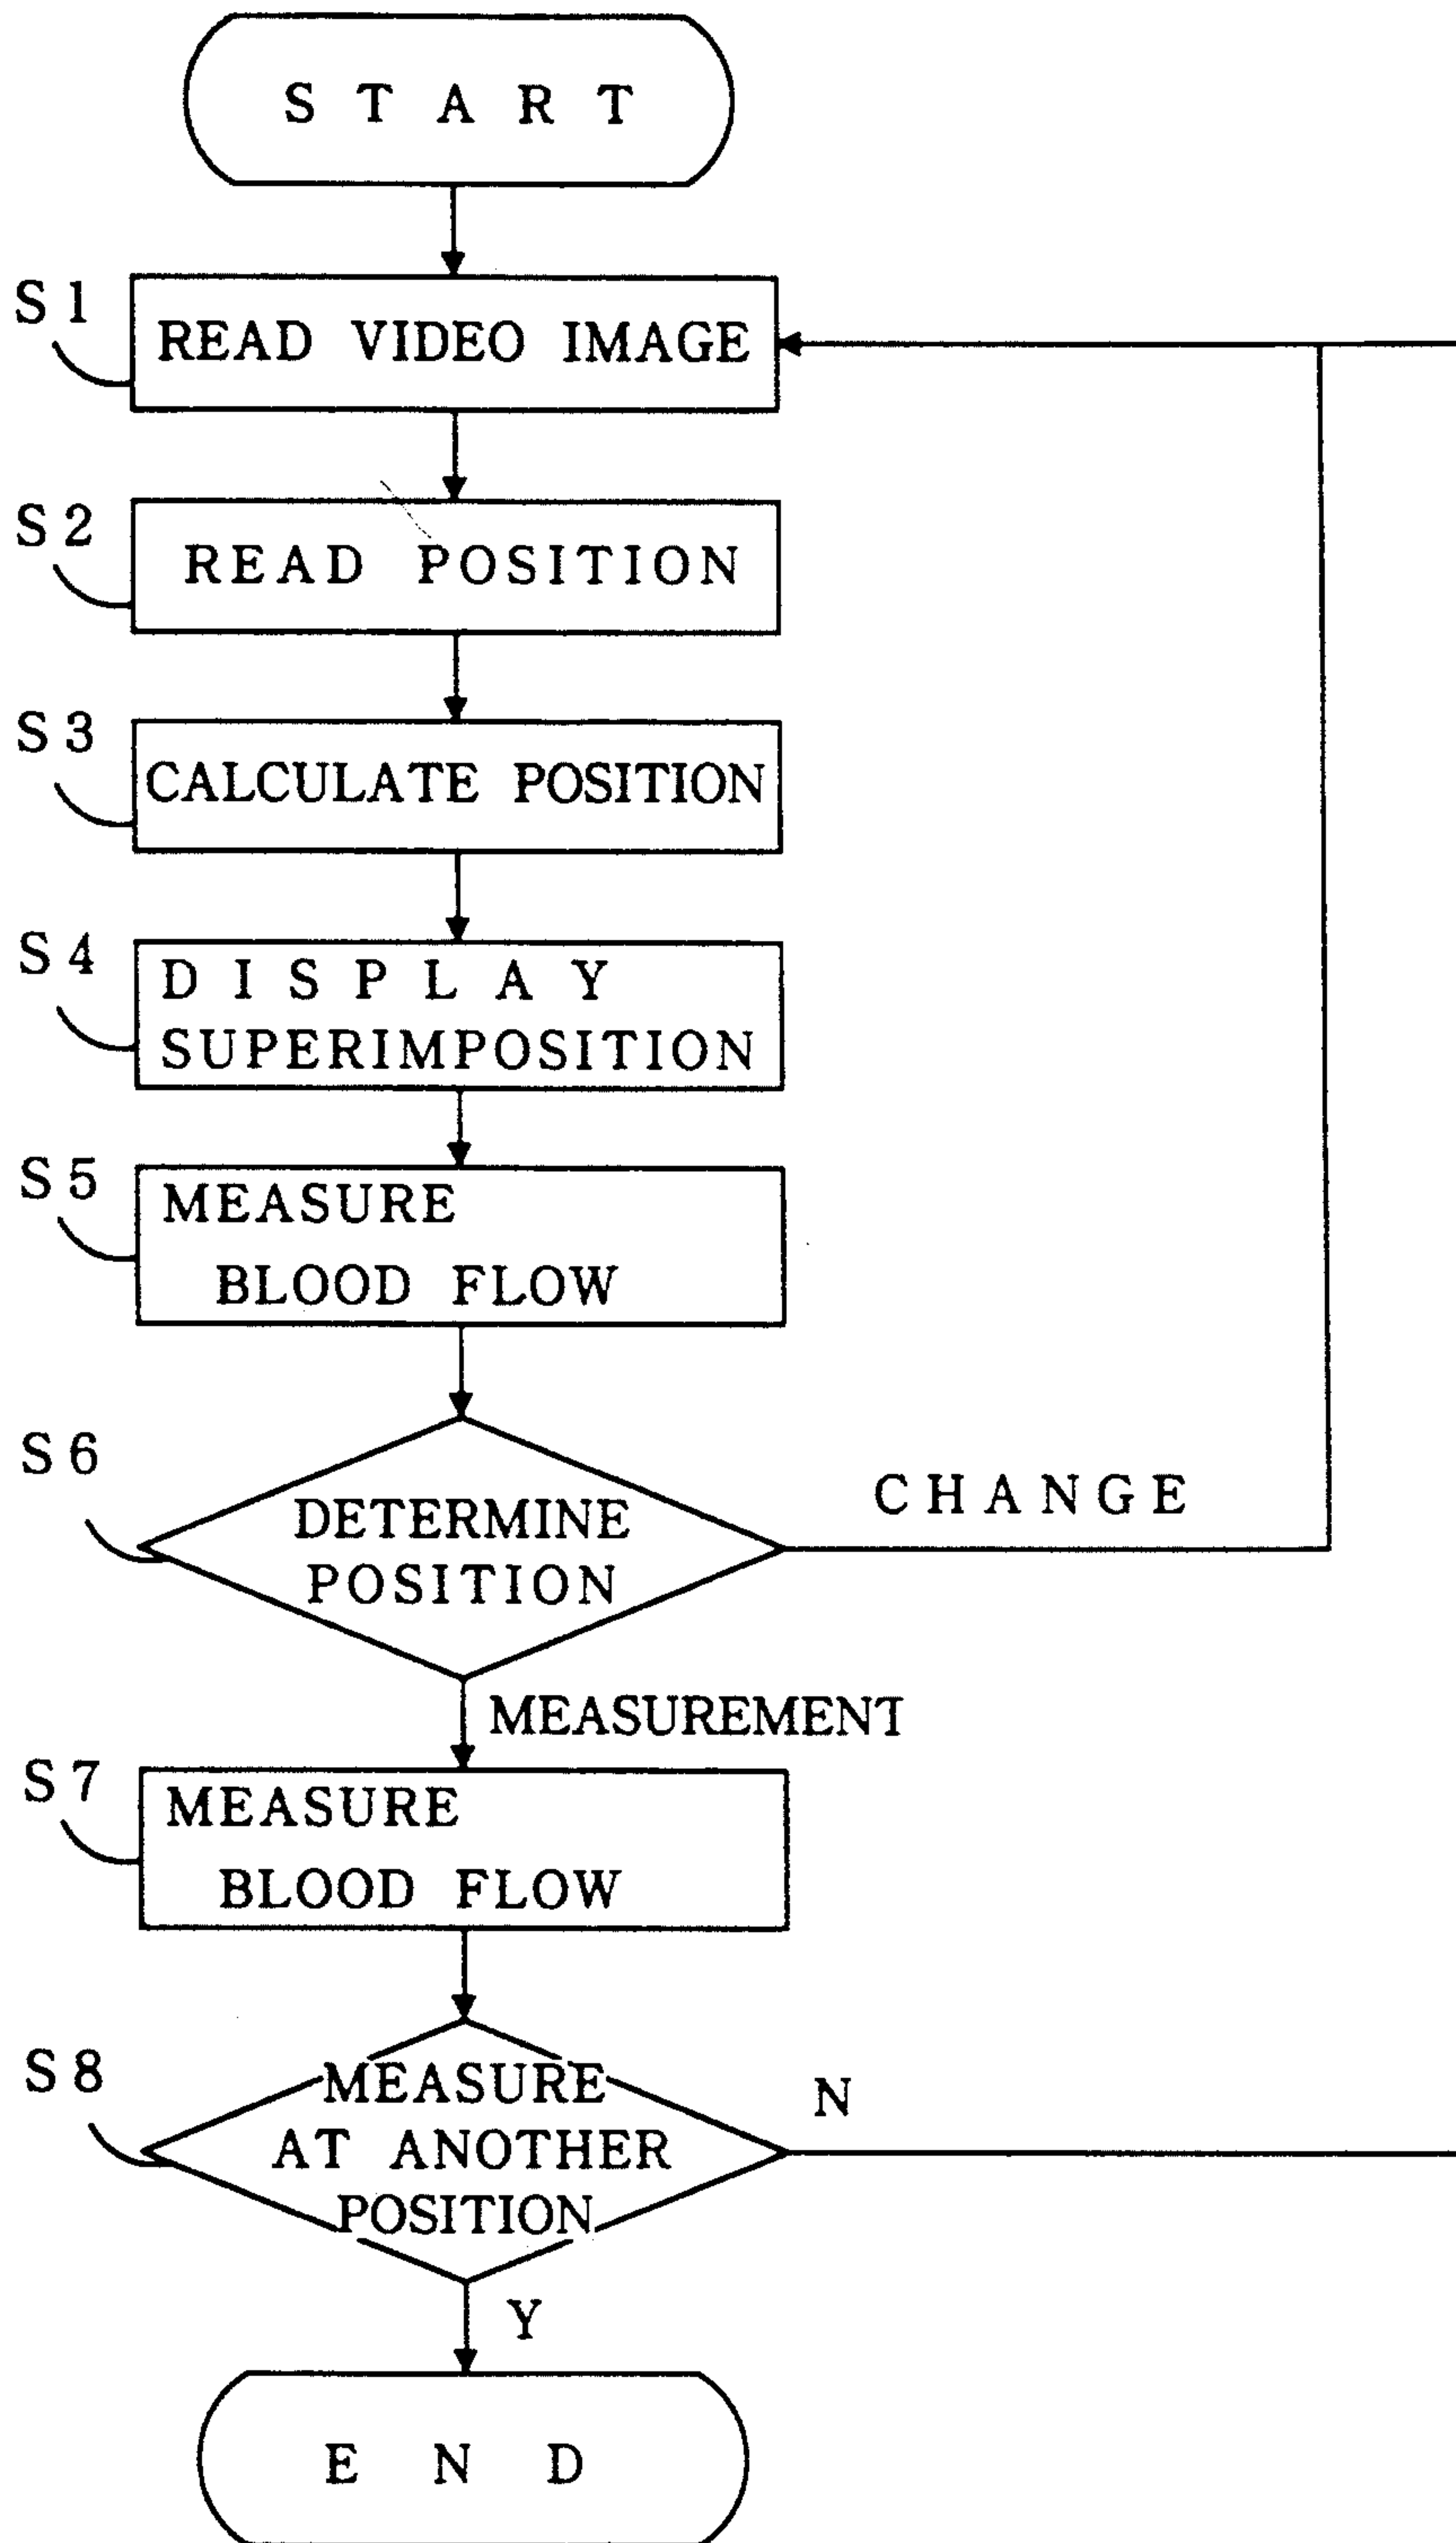 START
S1
READ VIDEO IMAGE
S2
READ POSITION
S3
CALCULATE POSITION
S4
DISPLAY
SUPERIMPOSITION
S5
MEASURE
BLOOD FLOW
S6
DETERMINE
POSITION
CHANGE
MEASUREMENT
S7
MEASURE
BLOOD FLOW
S8
MEASURE
AT ANOTHER
POSITION
N
Y
END